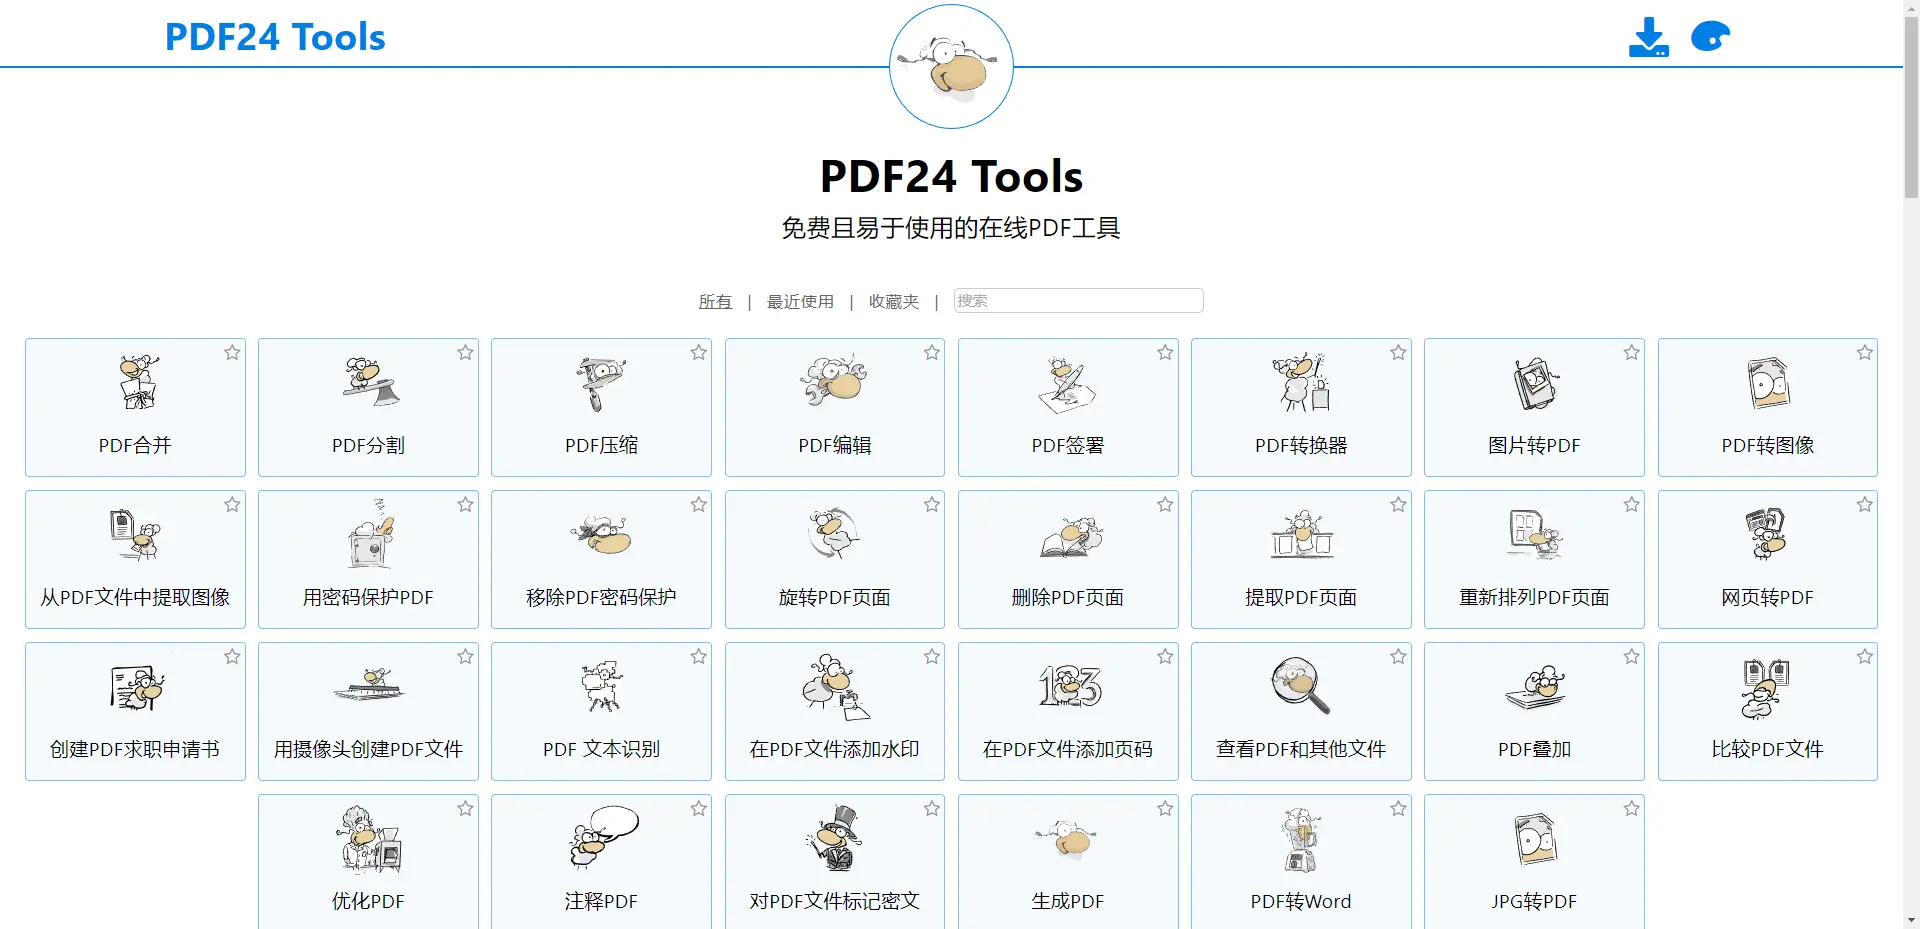 PDF24 Tools
PDF24 Tools
免费且易于使用的在线PDF工具
所有 | 最近使用 | 收藏夹 | 搜索
PDF合并 PDF分割 PDF压缩 PDF编辑 PDF签署 PDF转换器 图片转PDF PDF转图像
从PDF文件中提取图像 用密码保护PDF 移除PDF密码保护 旋转PDF页面 删除PDF页面 提取PDF页面 重新排列PDF页面 网页转PDF
123
创建PDF求职申请书 用摄像头创建PDF文件 PDF 文本识别 在PDF文件添加水印 在PDF文件添加页码 查看PDF和其他文件 PDF叠加 比较PDF文件
优化PDF 注释PDF 对PDF文件标记密文 生成PDF PDF转Word JPG转PDF